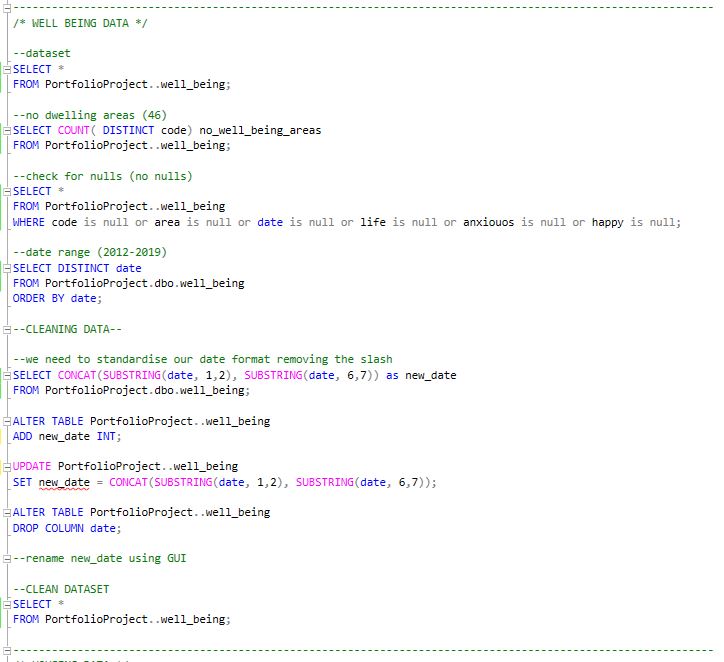 /* WELL BEING DATA */
--dataset
SELECT *
FROM PortfolioProject..well_being;
--no dwelling areas (46)
SELECT COUNT( DISTINCT code) no_well_being_areas
FROM PortfolioProject..well_being;
--check for nulls (no nulls)
SELECT *
FROM PortfolioProject..well_being
WHERE code is null or area is null or date is null or life is null or anxiouos is null or happy is null;
--date range (2012-2019)
SELECT DISTINCT date
FROM PortfolioProject.dbo.well_being
ORDER BY date;
--CLEANING DATA--
--we need to standardise our date format removing the slash
SELECT CONCAT(SUBSTRING(date, 1,2), SUBSTRING(date, 6,7)) as new_date
FROM PortfolioProject.dbo.well_being;
ALTER TABLE PortfolioProject..well_being
ADD new_date INT;
UPDATE PortfolioProject..well_being
SET new_date = CONCAT(SUBSTRING(date, 1,2), SUBSTRING(date, 6,7));
ALTER TABLE PortfolioProject..well_being
DROP COLUMN date;
--rename new_date using GUI
--CLEAN DATASET
SELECT *
FROM PortfolioProject..well_being;